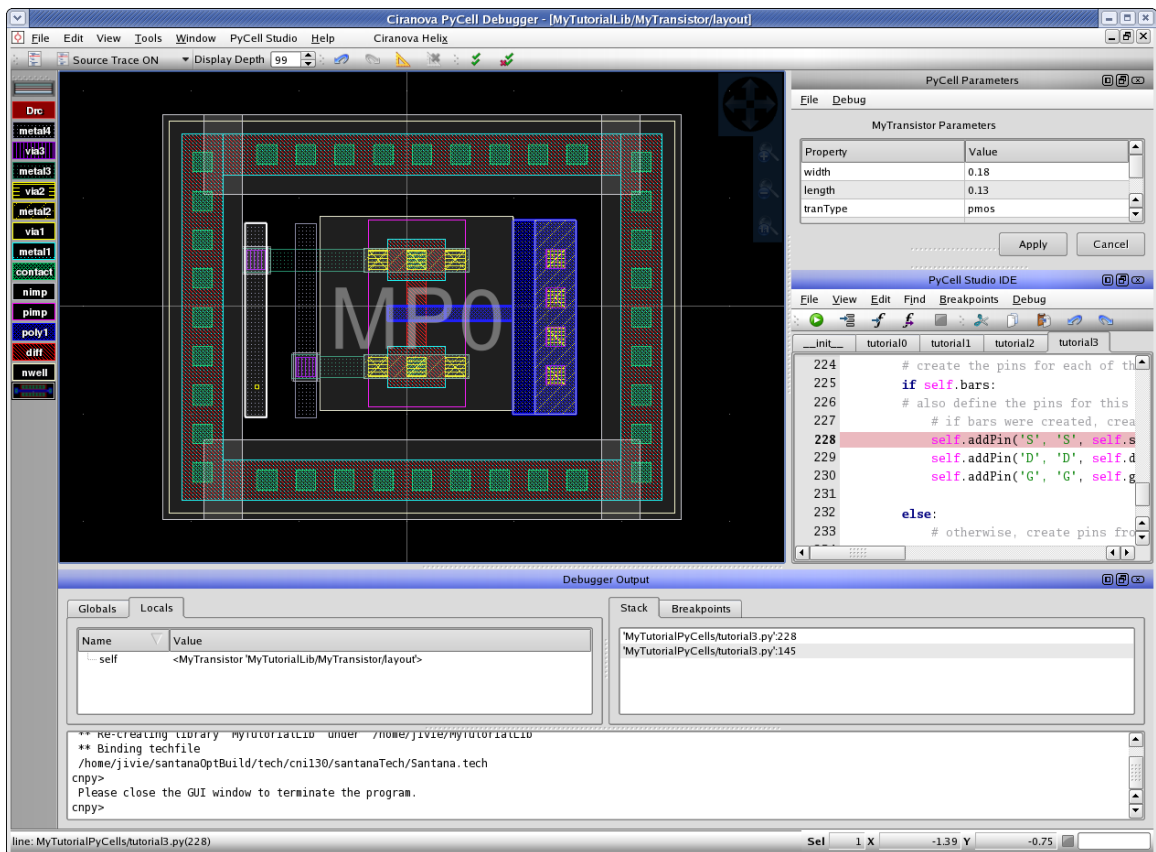 Ciranova PyCell Debugger - [MyTutorialLib/MyTransistor/layout]
File Edit View Tools Window PyCell Studio Help Ciranova Helix
Source Trace ON Display Depth 99
Drc
metal4
via3
metal3
via2
metal2
via1
metal1
contact
nimp
pimp
poly1
diff
nwell
MP0
PyCell Parameters
File Debug
MyTransistor Parameters
Property Value
width 0.18
length 0.13
tranType pmos
Apply Cancel
PyCell Studio IDE
File View Edit Find Breakpoints Debug
__init__ tutorial0 tutorial1 tutorial2 tutorial3
224 # create the pins for each of th
225 if self.bars:
226 # also define the pins for this
227 # if bars were created, crea
228 self.addPin('S', 'S', self.s
229 self.addPin('D', 'D', self.d
230 self.addPin('G', 'G', self.g
231
232 else:
233 # otherwise, create pins fro
Debugger Output
Globals Locals
Name Value
self <MyTransistor 'MyTutorialLib/MyTransistor/layout'>
Stack Breakpoints
'MyTutorialPyCells/tutorial3.py':228
'MyTutorialPyCells/tutorial3.py':145
** Re-creating library 'MyTutorialLib' under '/home/jivie/MyTutorialLib'
** Binding techfile
/home/jivie/santanaOptBuild/tech/cni130/santanaTech/Santana.tech
cnpy>
Please close the GUI window to terminate the program.
cnpy>
line: MyTutorialPyCells/tutorial3.py(228) Sel 1 X -1.39 Y -0.75